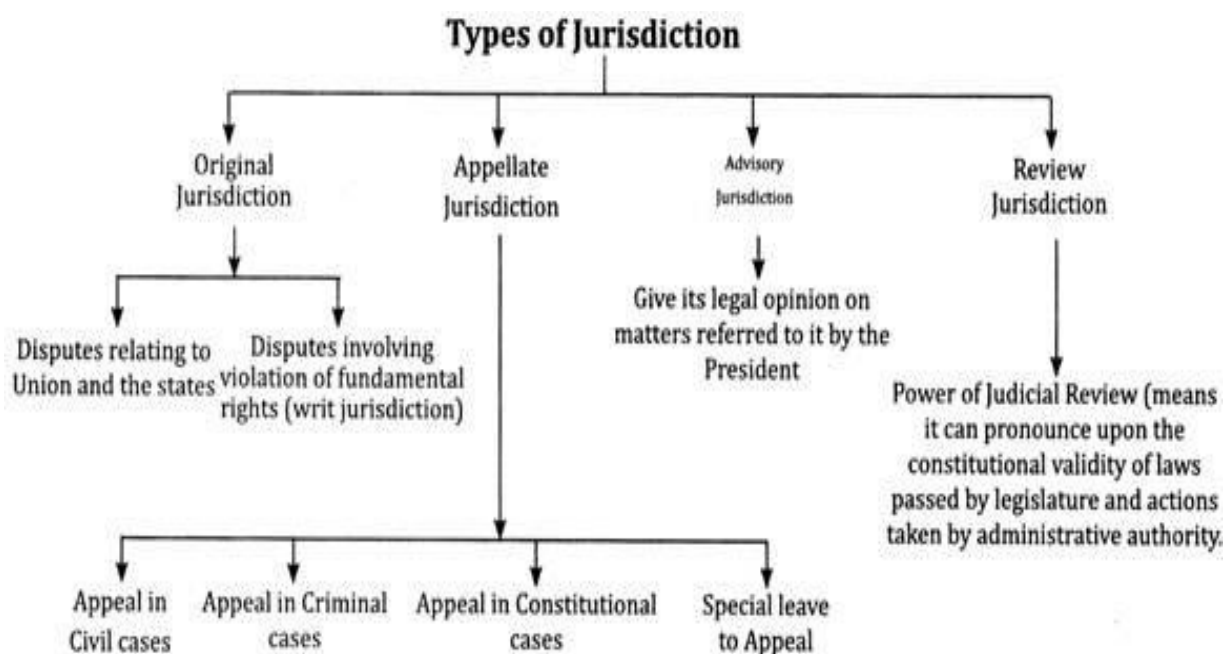 Types of Jurisdiction
Original
Jurisdiction
Appellate
Jurisdiction
Advisory
Jurisdiction
Review
Jurisdiction
Disputes relating to
Union and the states
Disputes involving
violation of fundamental
rights (writ jurisdiction)
Give its legal opinion on
matters referred to it by the
President
Power of Judicial Review (means
it can pronounce upon the
constitutional validity of laws
passed by legislature and actions
taken by administrative authority.
Appeal in
Civil cases
Appeal in Criminal
cases
Appeal in Constitutional
cases
Special leave
to Appeal